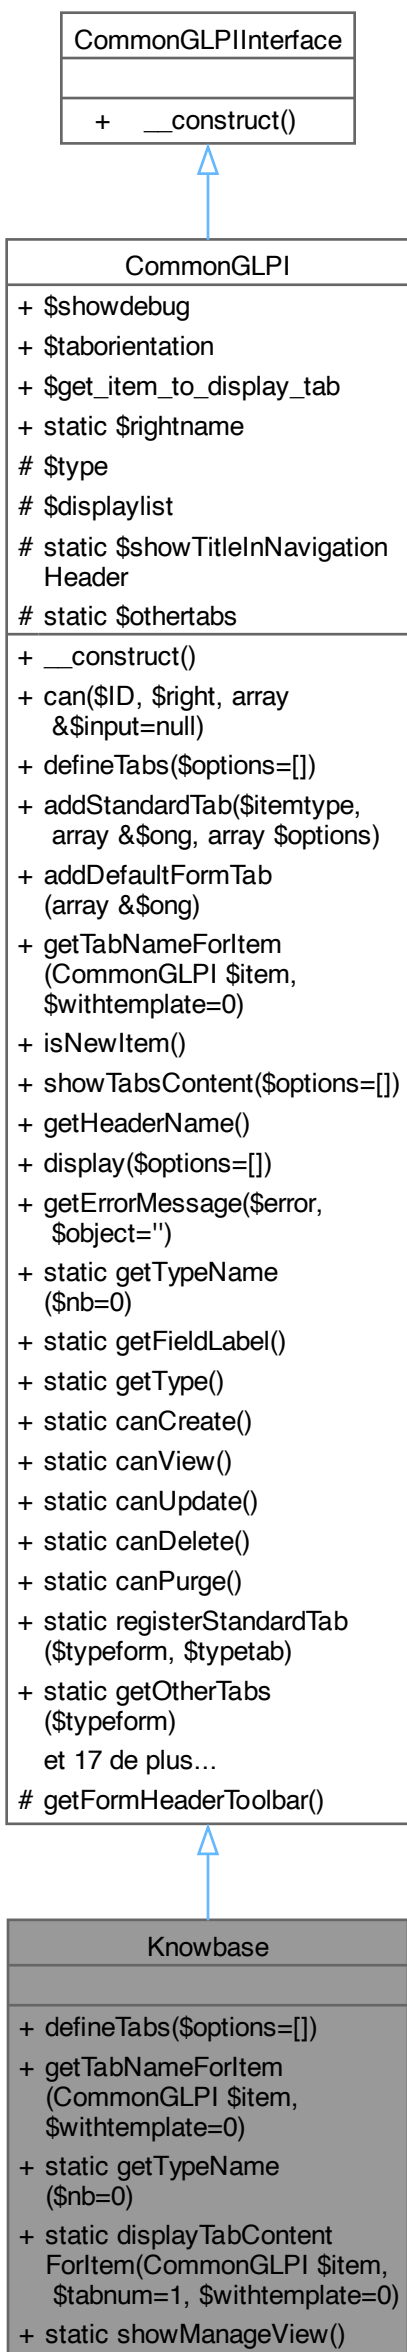 CommonGLPIInterface
+ __construct()
CommonGLPI
+ $showdebug
+ $taborientation
+ $get_item_to_display_tab
+ static $rightname
# $type
# $displaylist
# static $showTitleInNavigation
Header
# static $othertabs
+ __construct()
+ can($ID, $right, array
&$input=null)
+ defineTabs($options=[])
+ addStandardTab($itemtype,
array &$ong, array $options)
+ addDefaultFormTab
(array &$ong)
+ getTabNameForItem
(CommonGLPI $item,
$withtemplate=0)
+ isNewItem()
+ showTabsContent($options=[])
+ getHeaderName()
+ display($options=[])
+ getErrorMessage($error,
$object='')
+ static getTypeName
($nb=0)
+ static getFieldLabel()
+ static getType()
+ static canCreate()
+ static canView()
+ static canUpdate()
+ static canDelete()
+ static canPurge()
+ static registerStandardTab
($typeform, $typetab)
+ static getOtherTabs
($typeform)
et 17 de plus...
# getFormHeaderToolbar()
Knowbase
+ defineTabs($options=[])
+ getTabNameForItem
(CommonGLPI $item,
$withtemplate=0)
+ static getTypeName
($nb=0)
+ static displayTabContent
ForItem(CommonGLPI $item,
$tabnum=1, $withtemplate=0)
+ static showManageView()